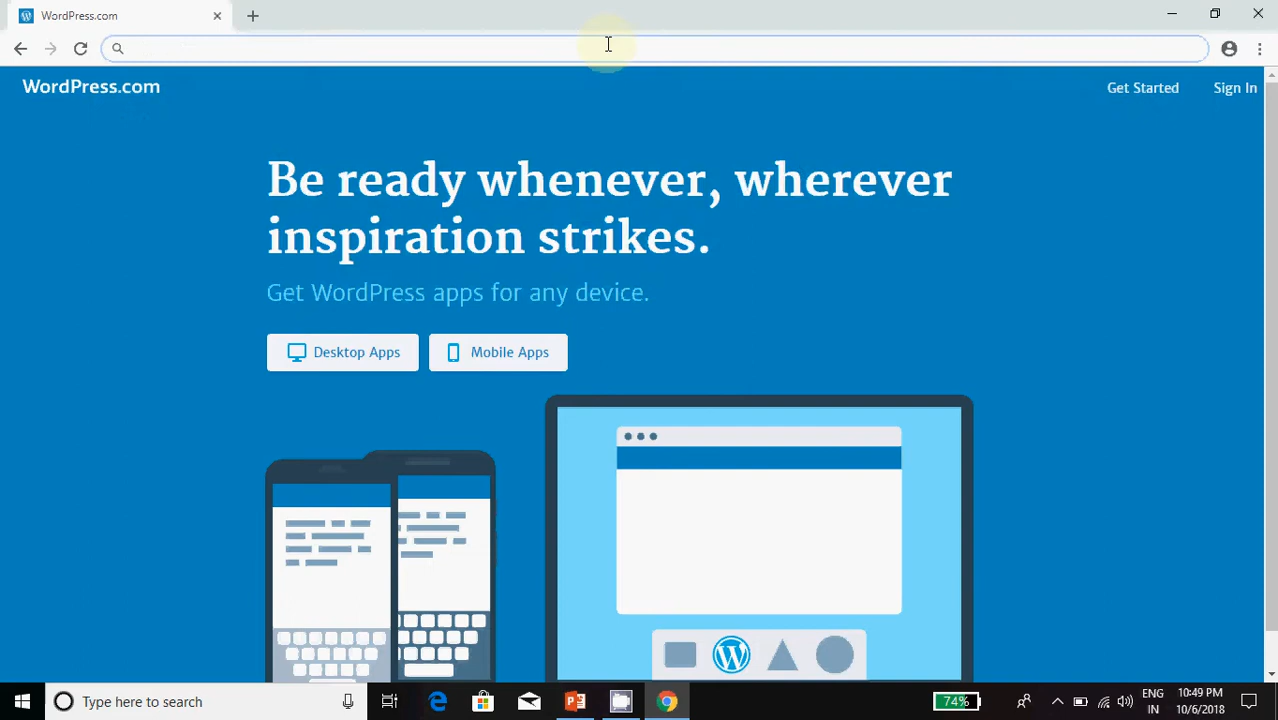 WordPress.com
WordPress.com
Get Started
Sign In
Be ready whenever, wherever
inspiration strikes.
Get WordPress apps for any device.
Desktop Apps
Mobile Apps
Type here to search
74%
ENG
IN
10:49 PM
10/6/2018